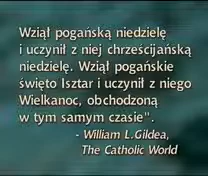 Wziął pogańską niedzielę
i uczynił z niej chrześcijańską
niedzielę. Wziął pogańskie
święto Isztar i uczynił z niego
Wielkanoc, obchodzoną
w tym samym czasie".
- William L.Gildea,
The Catholic World